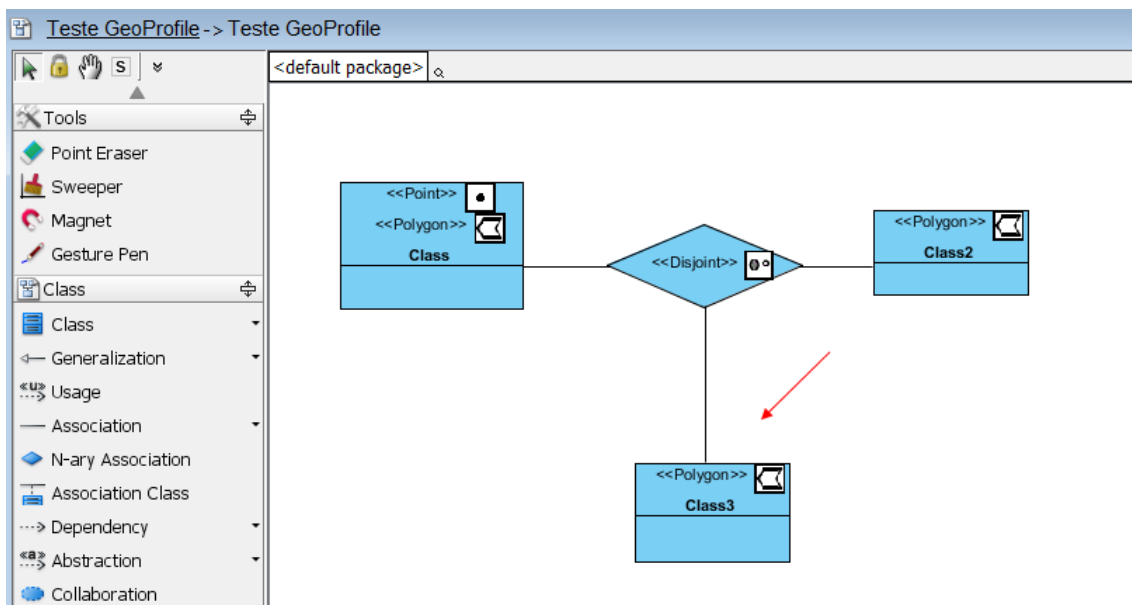 Teste GeoProfile -> Teste GeoProfile
S
<default package>
Tools
Point Eraser
Sweeper
Magnet
Gesture Pen
Class
Class
Generalization
«u» Usage
Association
N-ary Association
Association Class
Dependency
«a» Abstraction
Collaboration
<<Point>>
<<Polygon>>
Class
<<Disjoint>>
<<Polygon>>
Class2
<<Polygon>>
Class3